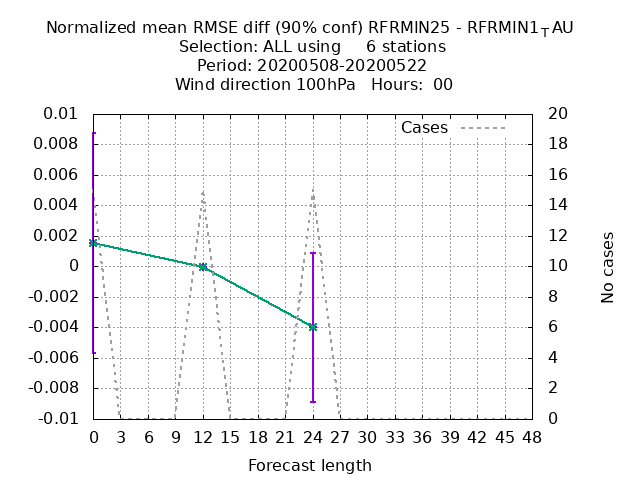 Normalized mean RMSE diff (90% conf) RFRMIN25 - RFRMIN1TAU
Selection: ALL using 6 stations
Period: 20200508-20200522
Wind direction 100hPa Hours: 00
Cases
0.01 20
0.008 18
0.006 16
0.004 14
0.002 12
0 10
-0.002 8
-0.004 6
-0.006 4
-0.008 2
-0.01 0
No cases
0 3 6 9 12 15 18 21 24 27 30 33 36 39 42 45 48
Forecast length